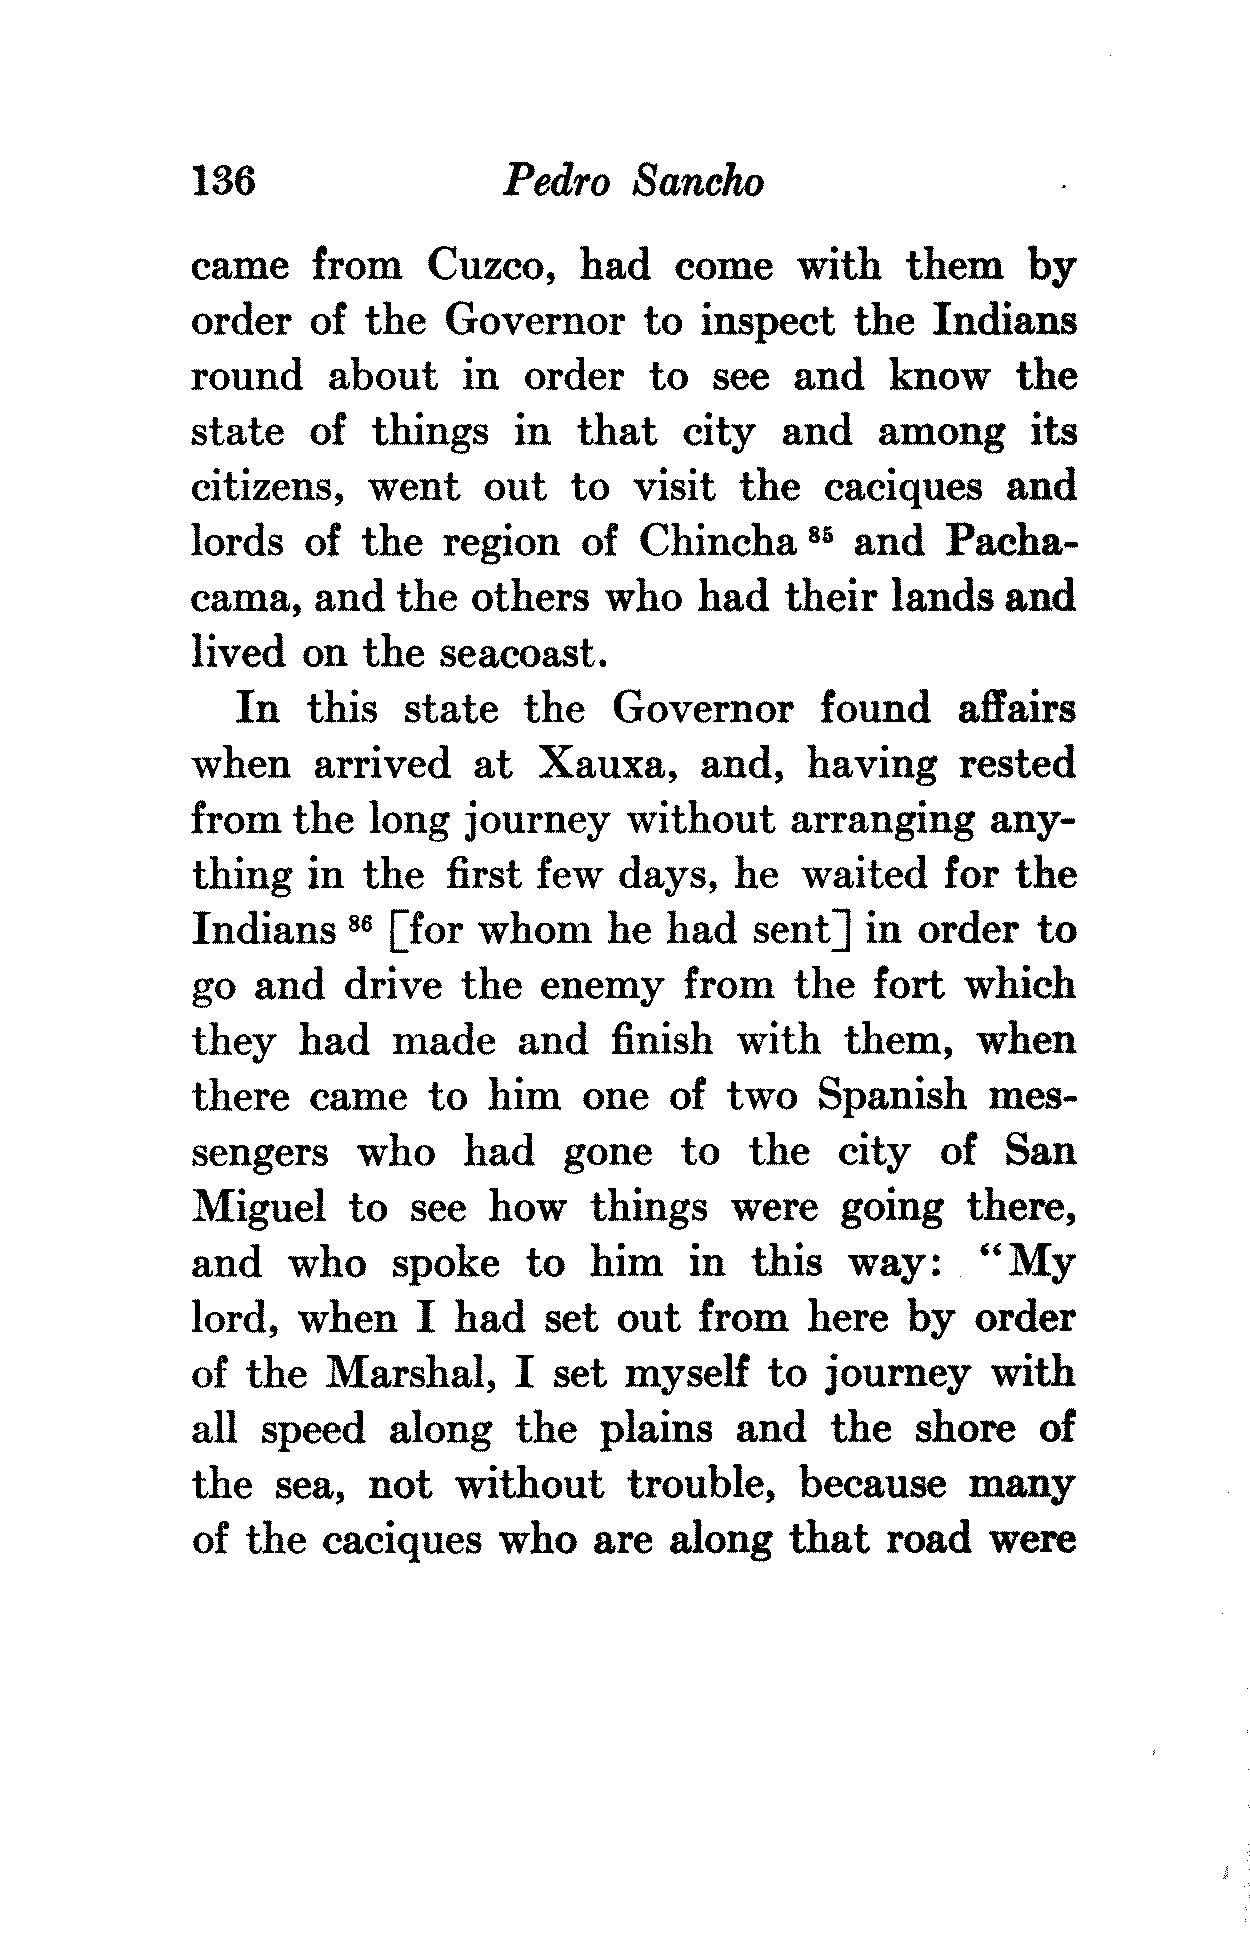 136 Pedro Sancho
came from Cuzco, had come with them by
order of the Governor to inspect the Indians
round about in order to see and know the
state of things in that city and among its
citizens, went out to visit the caciques and
lords of the region of Chincha 85 and Pacha-
cama, and the others who had their lands and
lived on the seacoast.
In this state the Governor found affairs
when arrived at Xauxa, and, having rested
from the long journey without arranging any-
thing in the first few days, he waited for the
Indians 86 [for whom he had sent] in order to
go and drive the enemy from the fort which
they had made and finish with them, when
there came to him one of two Spanish mes-
sengers who had gone to the city of San
Miguel to see how things were going there,
and who spoke to him in this way: “My
lord, when I had set out from here by order
of the Marshal, I set myself to journey with
all speed along the plains and the shore of
the sea, not without trouble, because many
of the caciques who are along that road were